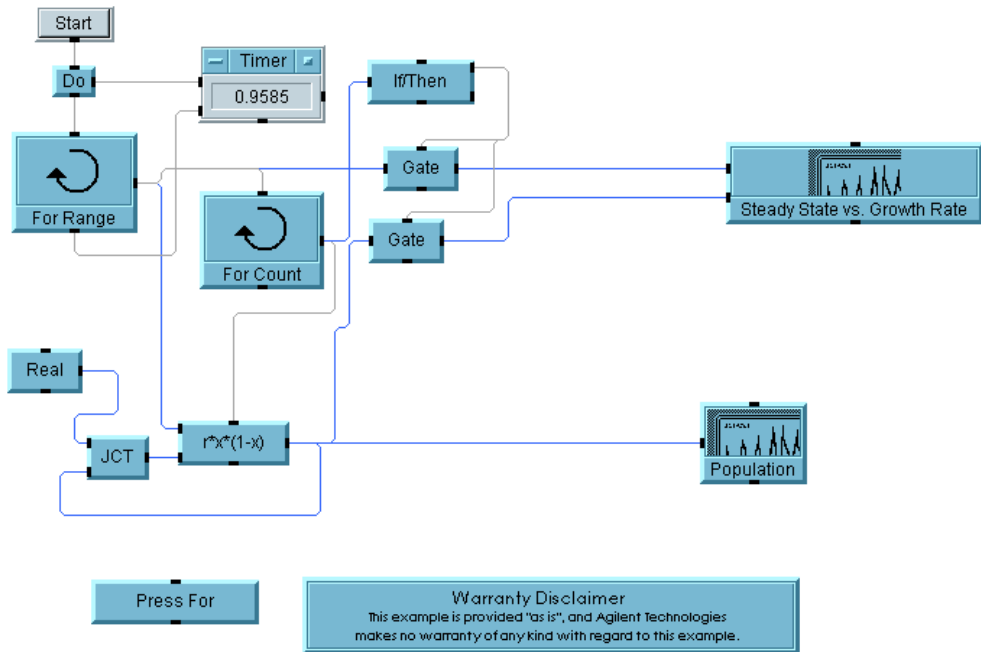 Start
Do
Timer
0.9585
If/Then
For Range
Gate
For Count
Gate
Steady State vs. Growth Rate
Real
JCT
r*x*(1-x)
Population
Press For
Warranty Disclaimer
This example is provided "as is", and Agilent Technologies
makes no warranty of any kind with regard to this example.